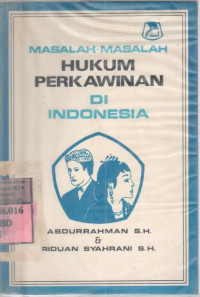 MASALAH-MASALAH
HUKUM
PERKAWINAN
DI
INDONESIA
ABDURRAHMAN S.H.
&
RIDUAN SYAHRANI S.H.